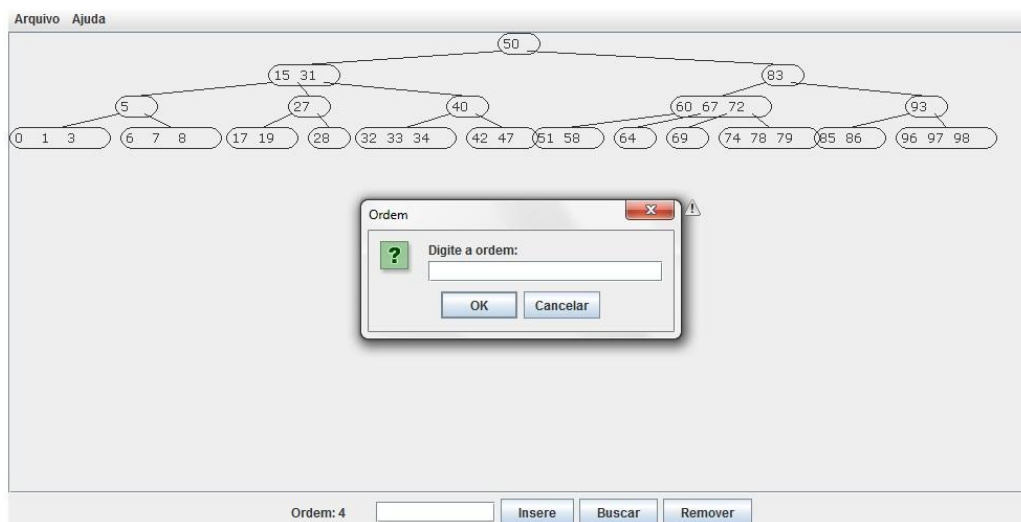 Arquivo Ajuda
50
15 31 83
5 27 40 60 67 72 93
0 1 3 6 7 8 17 19 28 32 33 34 42 47 51 58 64 69 74 78 79 85 86 96 97 98
Ordem
Digite a ordem:
OK Cancelar
Ordem: 4 Insere Buscar Remover